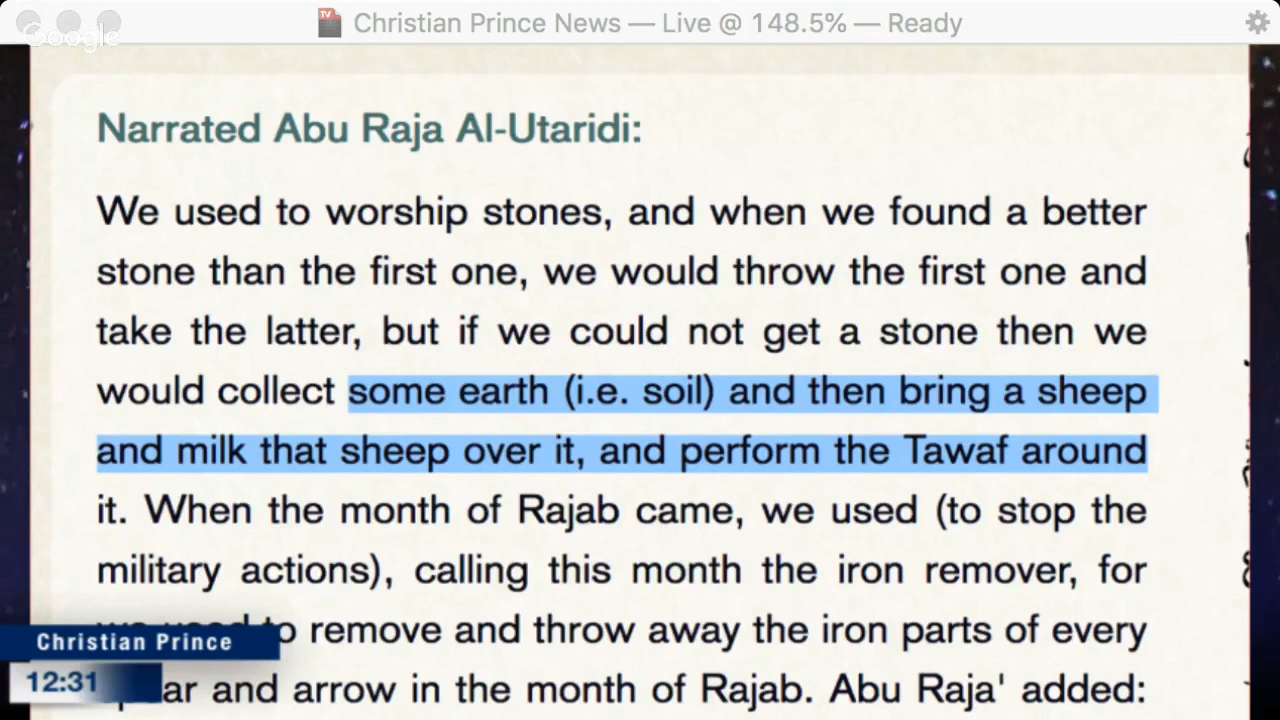 Christian Prince News — Live @ 148.5% — Ready
Google
TV
Narrated Abu Raja Al-Utaridi:
We used to worship stones, and when we found a better
stone than the first one, we would throw the first one and
take the latter, but if we could not get a stone then we
would collect some earth (i.e. soil) and then bring a sheep
and milk that sheep over it, and perform the Tawaf around
it. When the month of Rajab came, we used (to stop the
military actions), calling this month the iron remover, for
we used to remove and throw away the iron parts of every
Christian Prince
and arrow in the month of Rajab. Abu Raja' added:
12:31